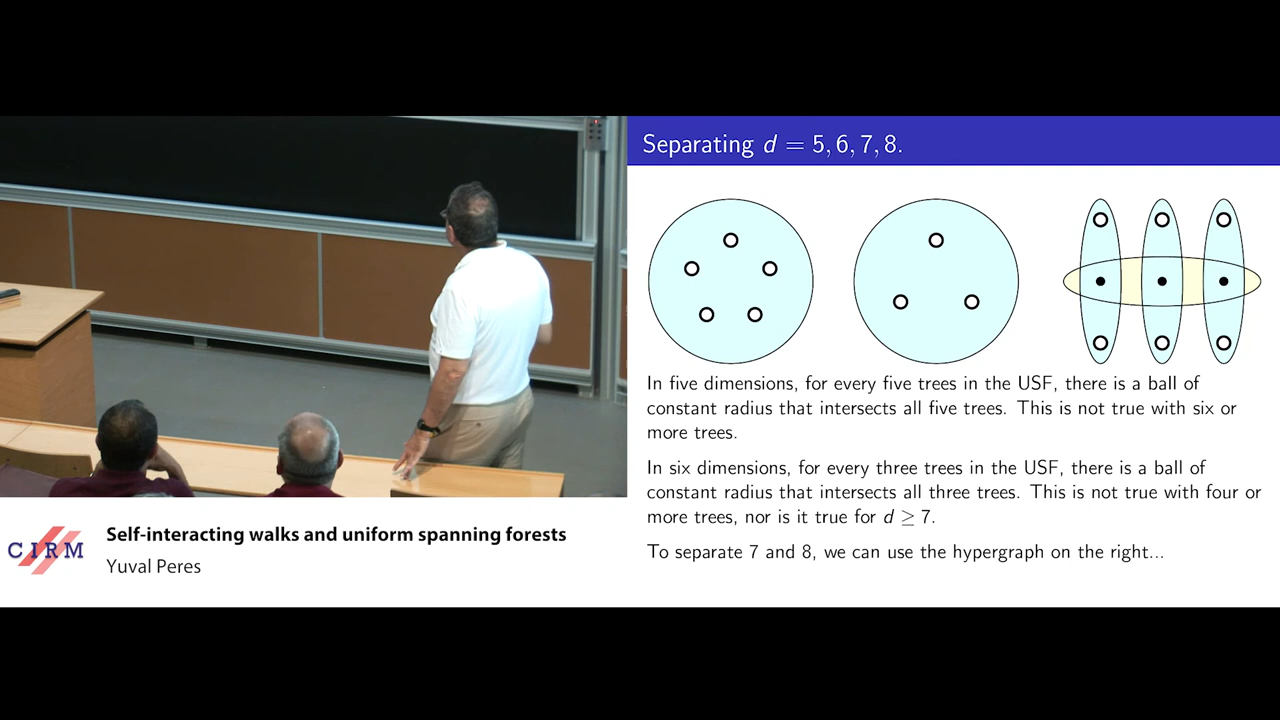 Separating d = 5, 6, 7, 8.
In five dimensions, for every five trees in the USF, there is a ball of
constant radius that intersects all five trees. This is not true with six or
more trees.
In six dimensions, for every three trees in the USF, there is a ball of
constant radius that intersects all three trees. This is not true with four or
more trees, nor is it true for d ≥ 7.
To separate 7 and 8, we can use the hypergraph on the right...
CIRM
Self-interacting walks and uniform spanning forests
Yuval Peres